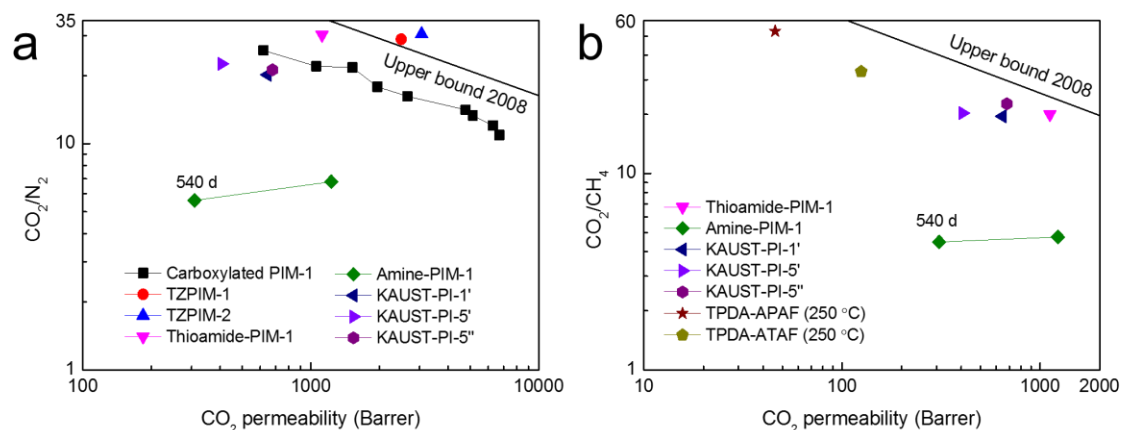 a
35
10
1
CO₂/N₂
540 d
Upper bound 2008
Carboxylated PIM-1
TZPIM-1
TZPIM-2
Thioamide-PIM-1
Amine-PIM-1
KAUST-PI-1'
KAUST-PI-5'
KAUST-PI-5''
100
1000
10000
CO₂ permeability (Barrer)
b
60
10
1
CO₂/CH₄
Upper bound 2008
540 d
Thioamide-PIM-1
Amine-PIM-1
KAUST-PI-1'
KAUST-PI-5'
KAUST-PI-5''
TPDA-APAF (250 °C)
TPDA-ATAF (250 °C)
10
100
1000
2000
CO₂ permeability (Barrer)